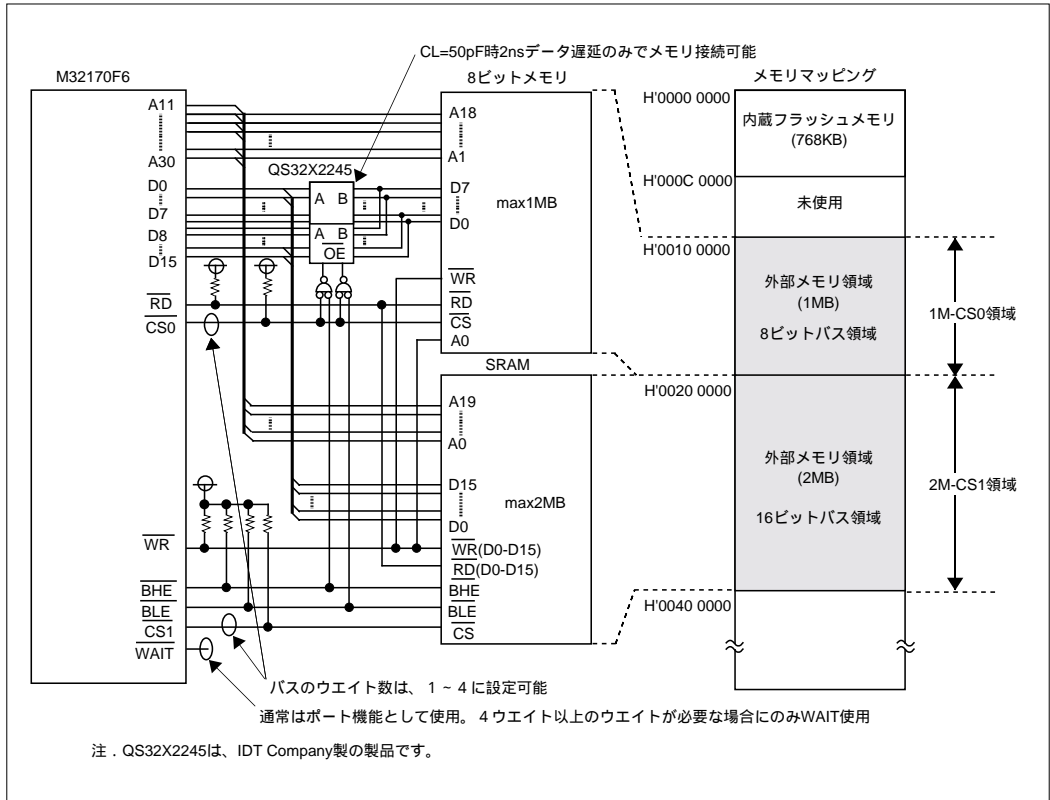 CL=50pF時2nsデータ遅延のみでメモリ接続可能
M32170F6
8ビットメモリ
メモリマッピング
A11
A30
D0
D7
D8
D15
RD
CS0
WR
BHE
BLE
CS1
WAIT
QS32X2245
A B
A B
OE
A18
A1
D7
D0
WR
RD
CS
A0
max1MB
SRAM
A19
A0
D15
D0
WR(D0-D15)
RD(D0-D15)
BHE
BLE
CS
max2MB
H'0000 0000
内蔵フラッシュメモリ
(768KB)
H'000C 0000
未使用
H'0010 0000
外部メモリ領域
(1MB)
8ビットバス領域
1M-CS0領域
H'0020 0000
外部メモリ領域
(2MB)
16ビットバス領域
2M-CS1領域
H'0040 0000
バスのウエイト数は、1~4に設定可能
通常はポート機能として使用。4ウエイト以上のウエイトが必要な場合にのみWAIT使用
注.QS32X2245は、IDT Company製の製品です。